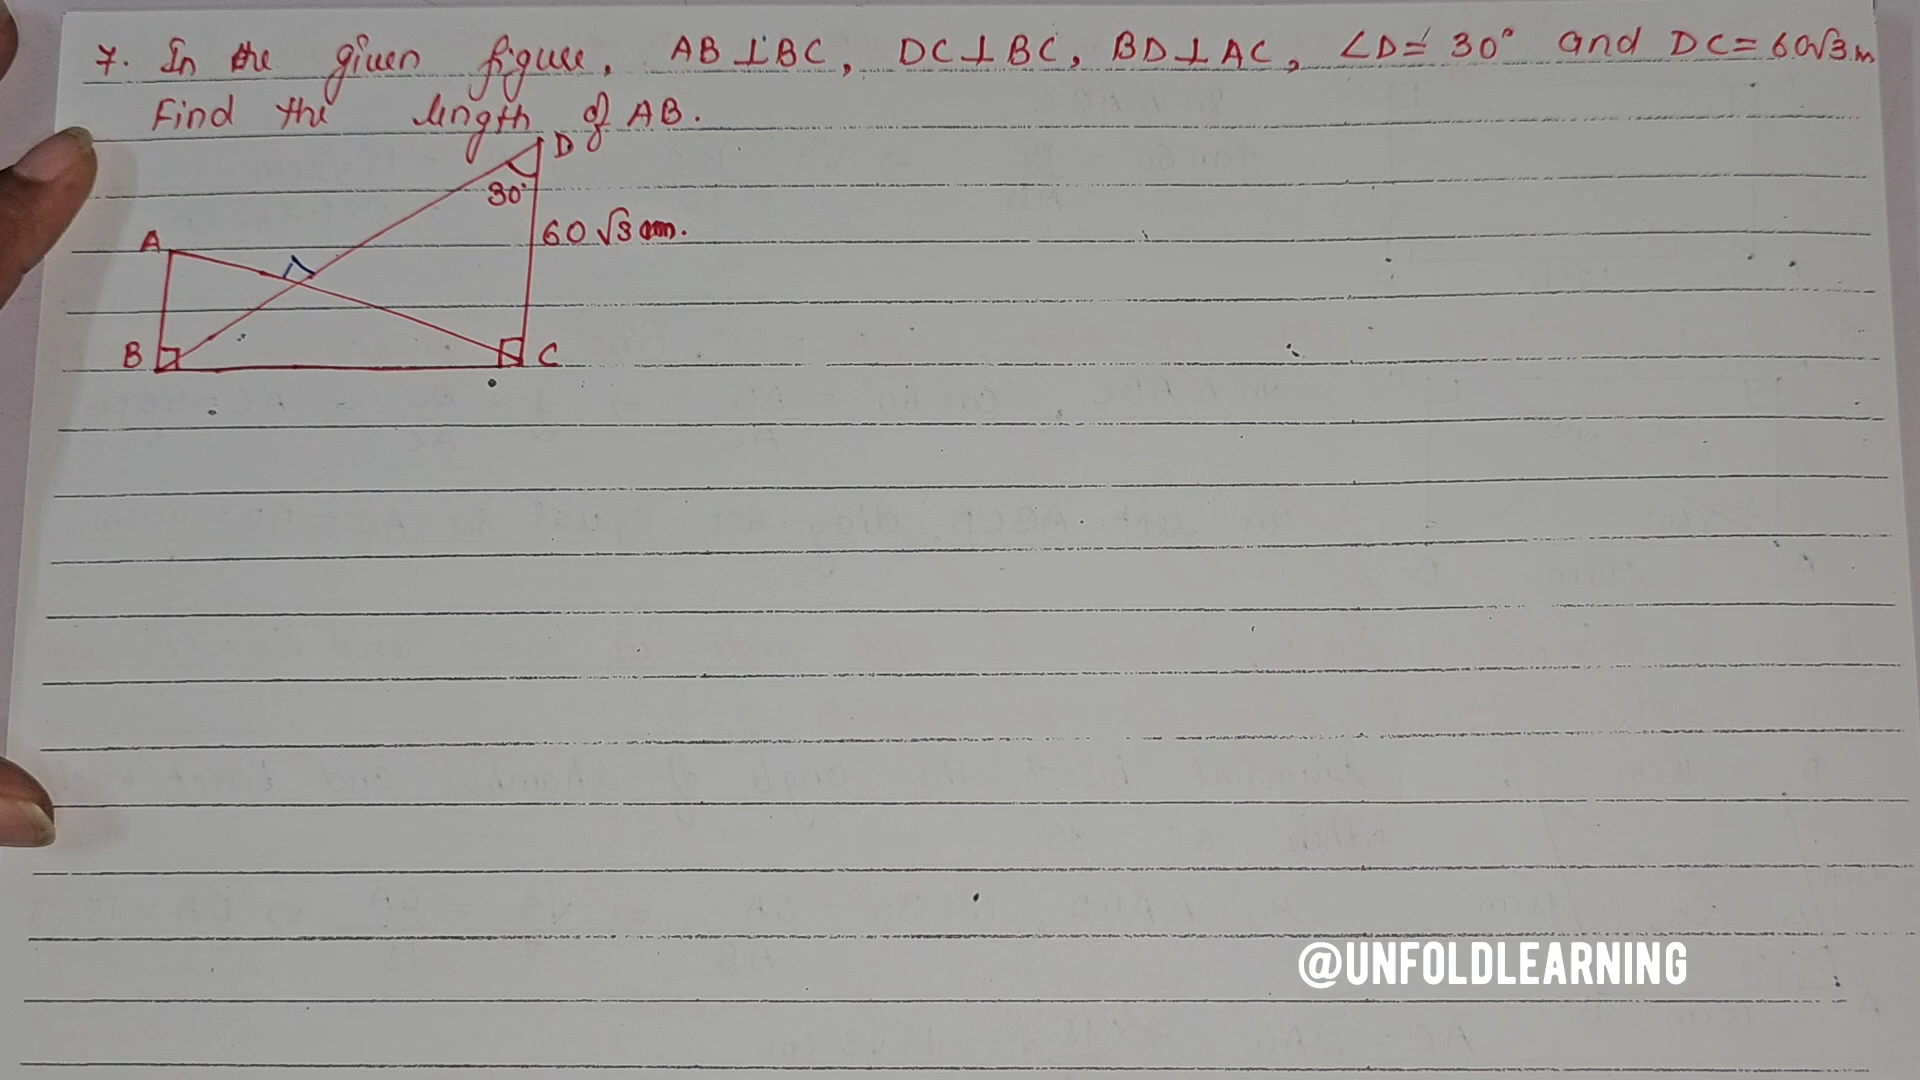 7. In the given figure, AB⊥BC, DC⊥BC, BD⊥AC, ∠D= 30° and DC=60√3m
Find the length of AB.
D
30°
A
60√3 cm.
B
C
@UNFOLDLEARNING